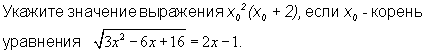 Укажите значение выражения x₀² (x₀ + 2), если x₀ - корень
уравнения √(3x² − 6x + 16) = 2x − 1.